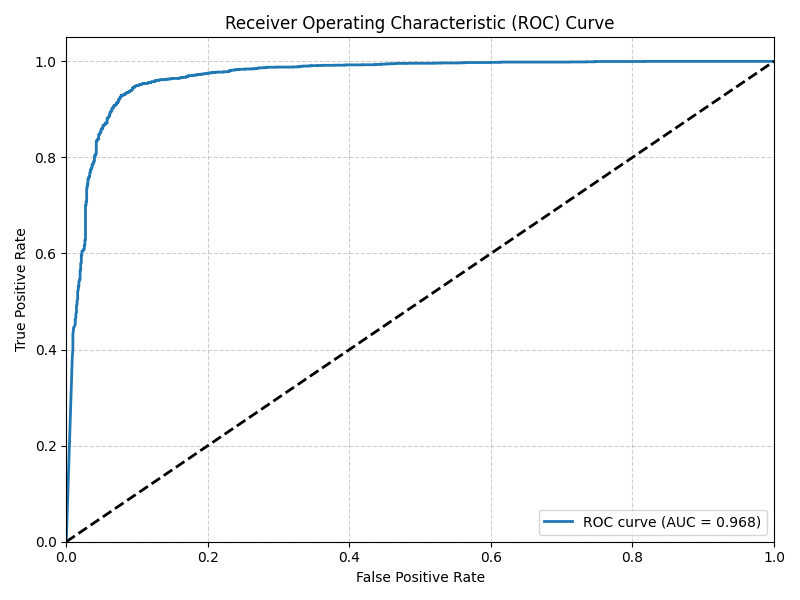 Receiver Operating Characteristic (ROC) Curve
1.0
0.8
0.6
0.4
0.2
0.0
True Positive Rate
ROC curve (AUC = 0.968)
0.0 0.2 0.4 0.6 0.8 1.0
False Positive Rate